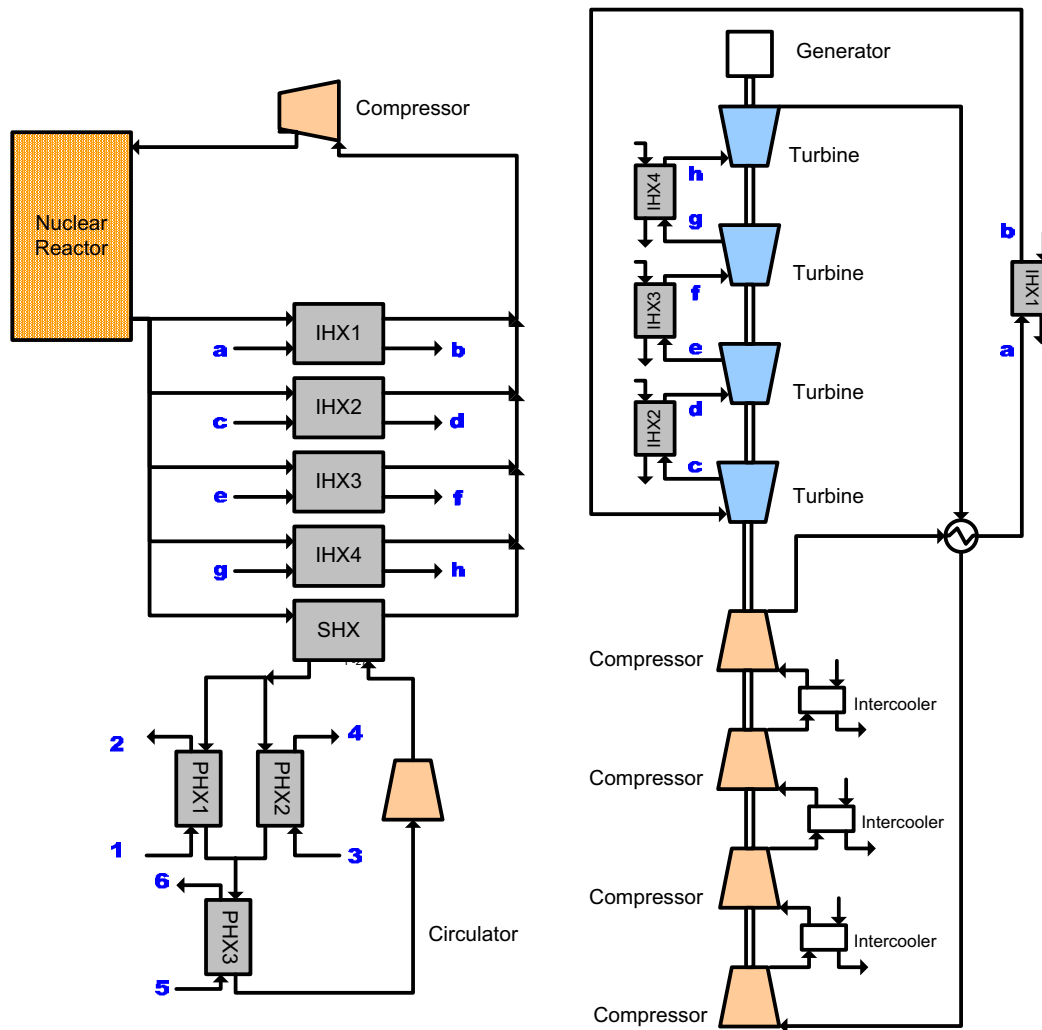 Compressor
Nuclear
Reactor
IHX1
a
b
IHX2
c
d
IHX3
e
f
IHX4
g
h
SHX
2
4
PHX1
PHX2
1
3
6
PHX3
5
Circulator
Generator
Turbine
h
IHX4
g
Turbine
f
IHX3
e
Turbine
d
IHX2
c
Turbine
b
IHX1
a
Compressor
Intercooler
Compressor
Intercooler
Compressor
Intercooler
Compressor